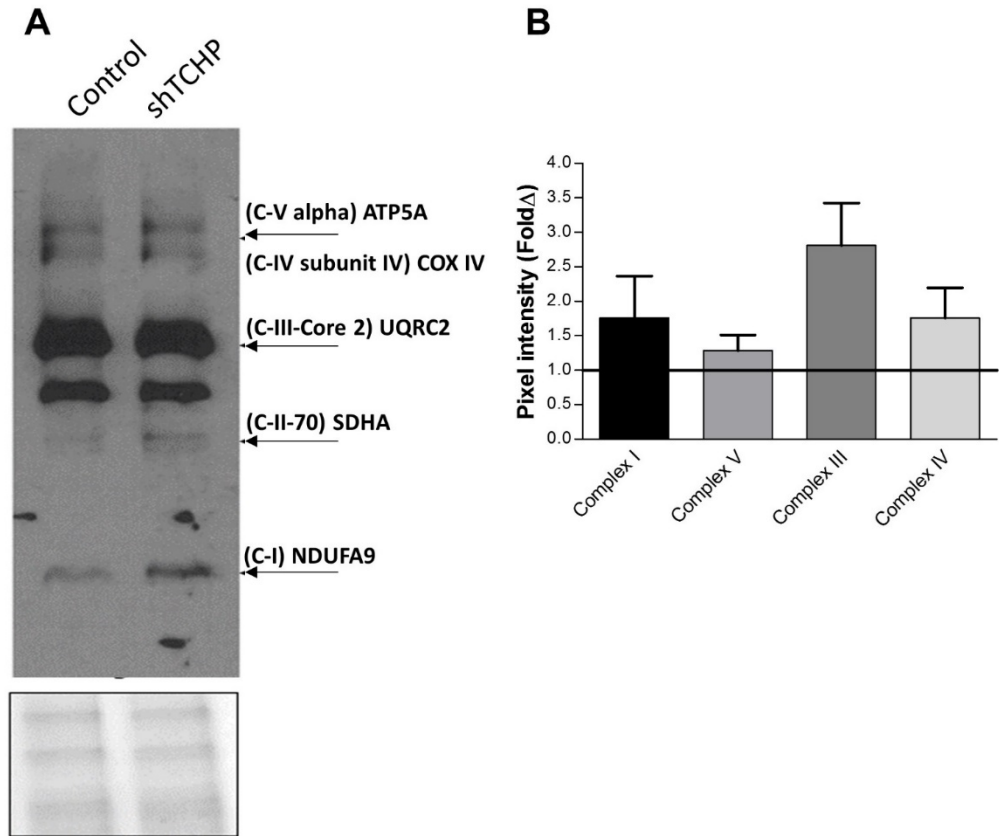 A
Control
shTCHP
(C-V alpha) ATP5A
(C-IV subunit IV) COX IV
(C-III-Core 2) UQRC2
(C-II-70) SDHA
(C-I) NDUFA9
B
Pixel intensity (FoldΔ)
4.0
3.5
3.0
2.5
2.0
1.5
1.0
0.5
0.0
Complex I
Complex V
Complex III
Complex IV